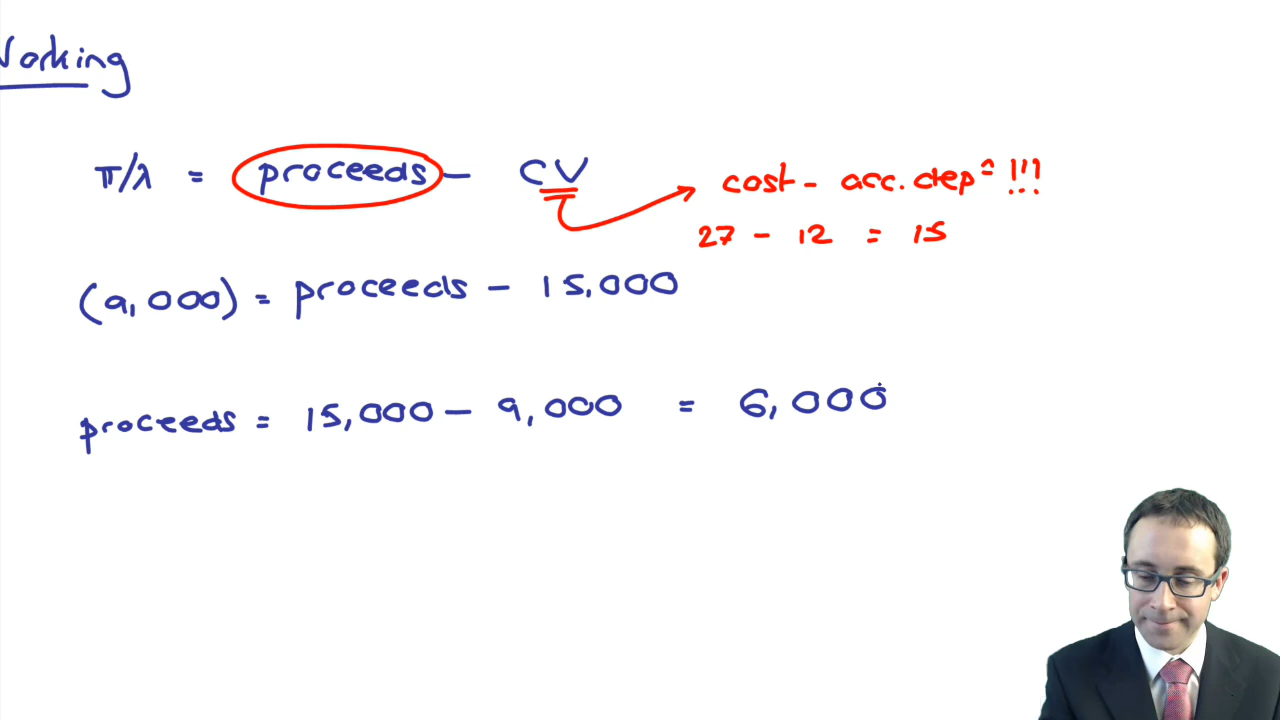 Working
π/λ = proceeds - CV
cost - acc. depⁿ !!!
27 - 12 = 15
(9,000) = proceeds - 15,000
proceeds = 15,000 - 9,000 = 6,000